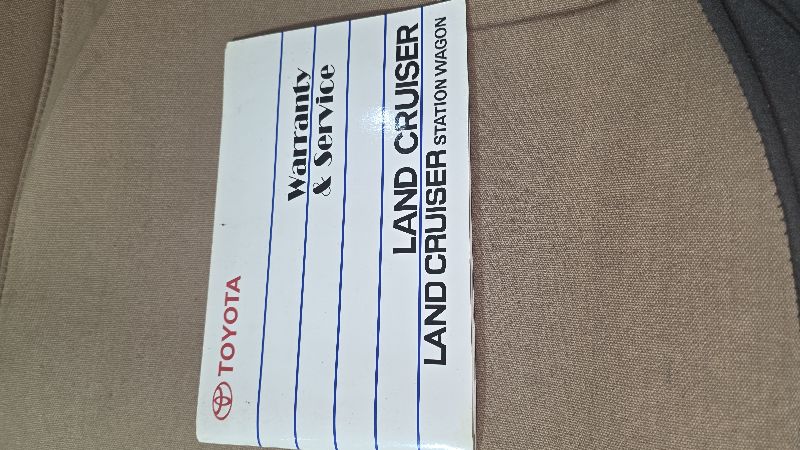 TOYOTA
Warranty
& Service
LAND CRUISER
LAND CRUISER STATION WAGON